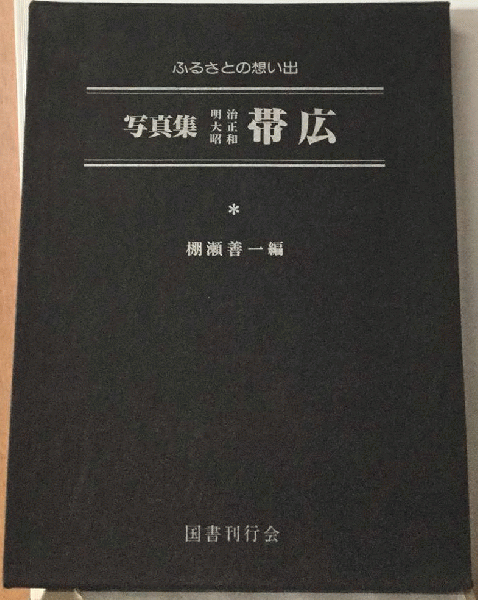 ふるさとの想い出
写真集 明治大正昭和 帯広
*
棚瀬善一編
国書刊行会